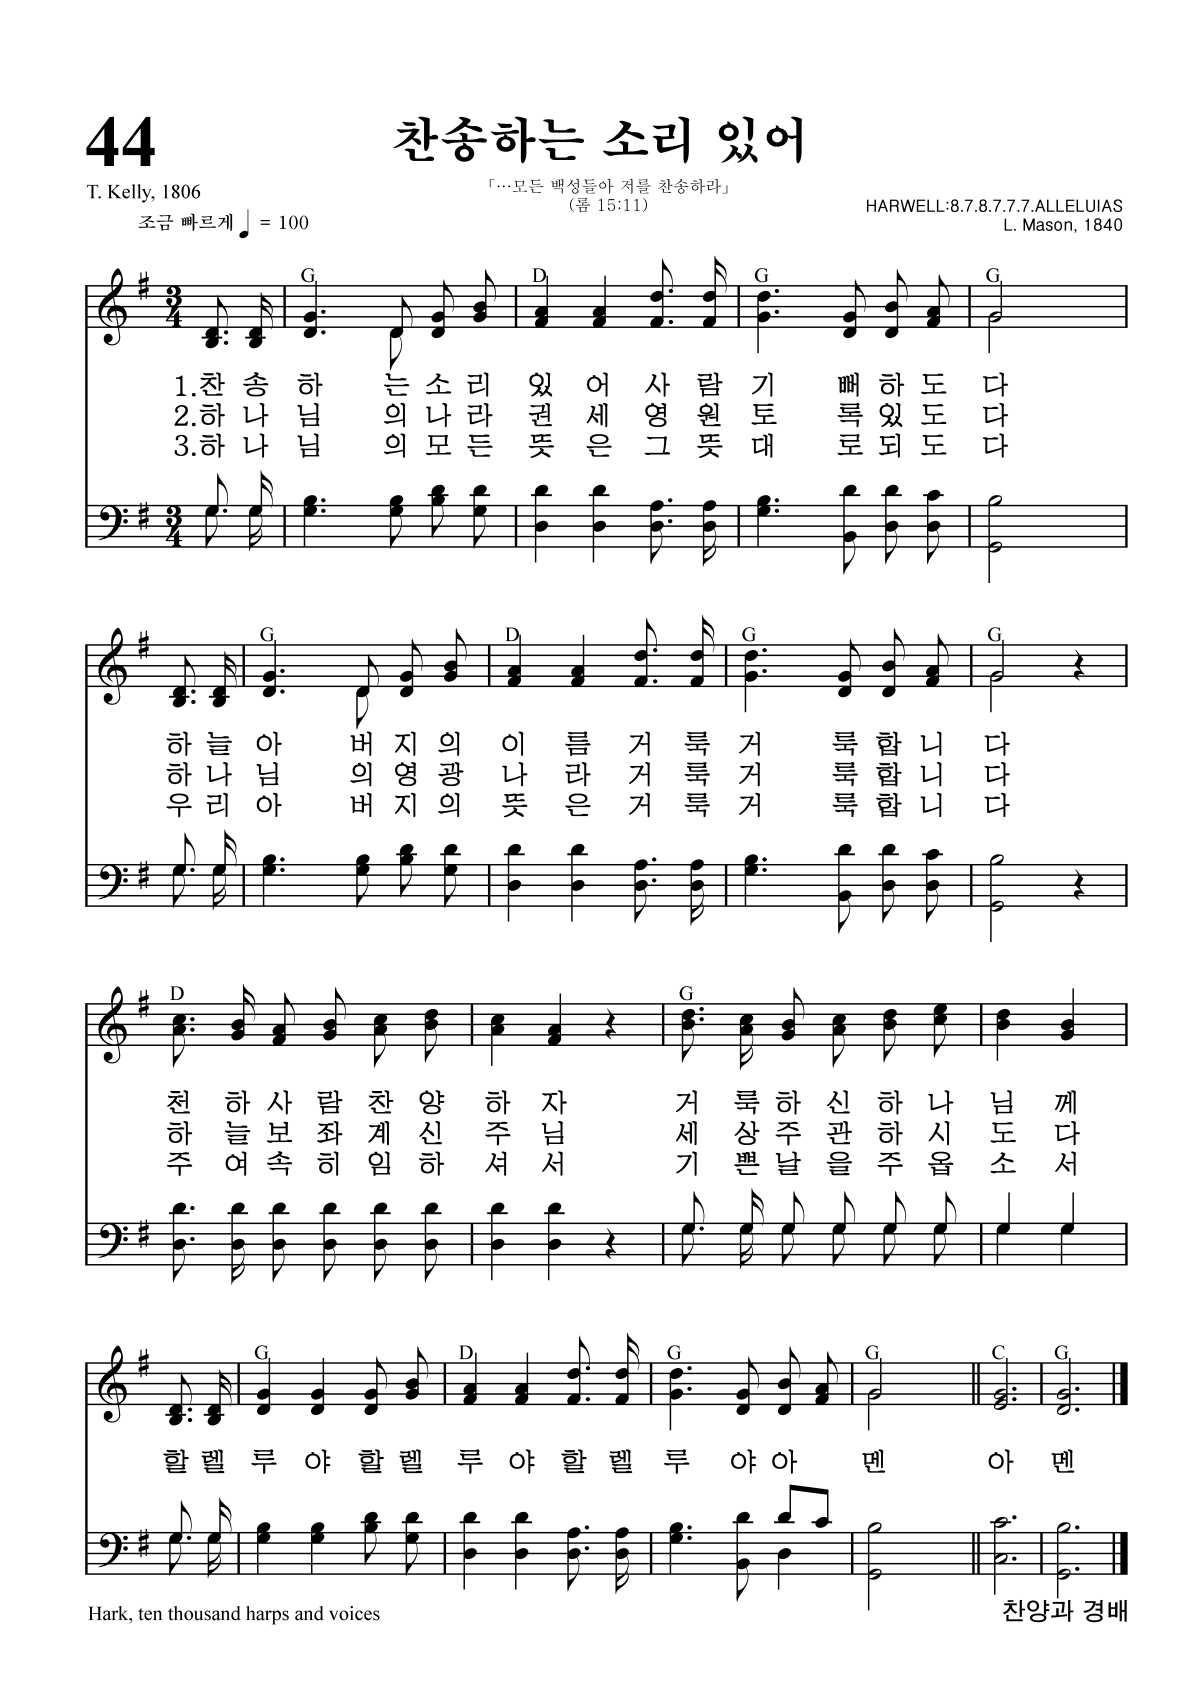 44
찬송하는 소리 있어
T. Kelly, 1806
「…모든 백성들아 저를 찬송하라」
(롬 15:11)
HARWELL:8.7.8.7.7.7.ALLELUIAS
조금 빠르게 ♩ = 100
L. Mason, 1840
G D G G
3 4
1.찬 송 하 는 소 리 있 어 사 람 기 뻐 하 도 다
2.하 나 님 의 나 라 권 세 영 원 토 록 있 도 다
3.하 나 님 의 모 든 뜻 은 그 뜻 대 로 되 도 다
3 4
G D G G
하 늘 아 버 지 의 이 름 거 룩 거 룩 합 니 다
하 나 님 의 영 광 나 라 거 룩 거 룩 합 니 다
우 리 아 버 지 의 뜻 은 거 룩 거 룩 합 니 다
D G
천 하 사 람 찬 양 하 자 거 룩 하 신 하 나 님 께
하 늘 보 좌 계 신 주 님 세 상 주 관 하 시 도 다
주 여 속 히 임 하 셔 서 기 쁜 날 을 주 옵 소 서
G D G G C G
할 렐 루 야 할 렐 루 야 할 렐 루 야 아 멘 아 멘
Hark, ten thousand harps and voices
찬양과 경배